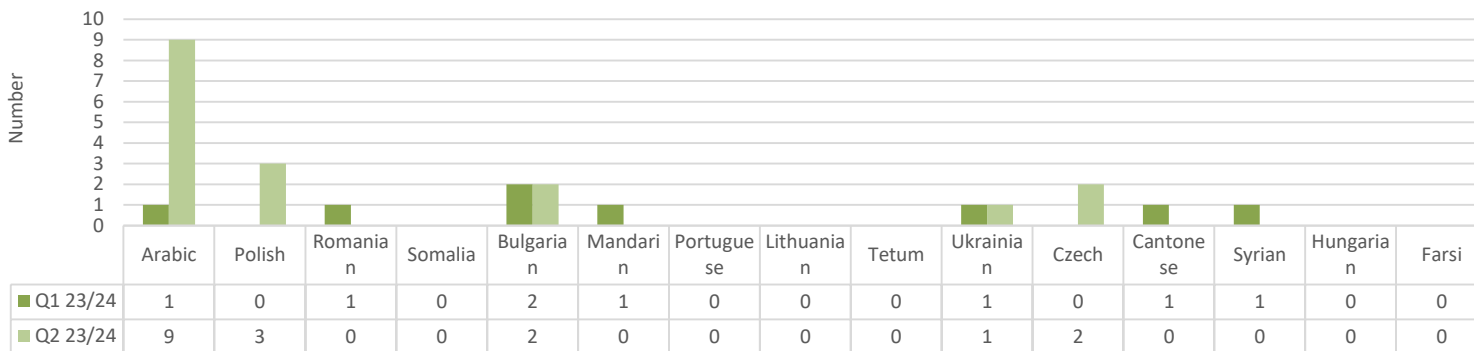 10
9
8
7
6
5
4
3
2
1
0
Number
Arabic Polish Romania Somalia Bulgaria Mandari Portugue Lithuania Tetum Ukrainia Czech Cantone Syrian Hungaria Farsi
n n n se n n se n
Q1 23/24 1 0 1 0 2 1 0 0 0 1 0 1 1 0 0
Q2 23/24 9 3 0 0 2 0 0 0 0 1 2 0 0 0 0